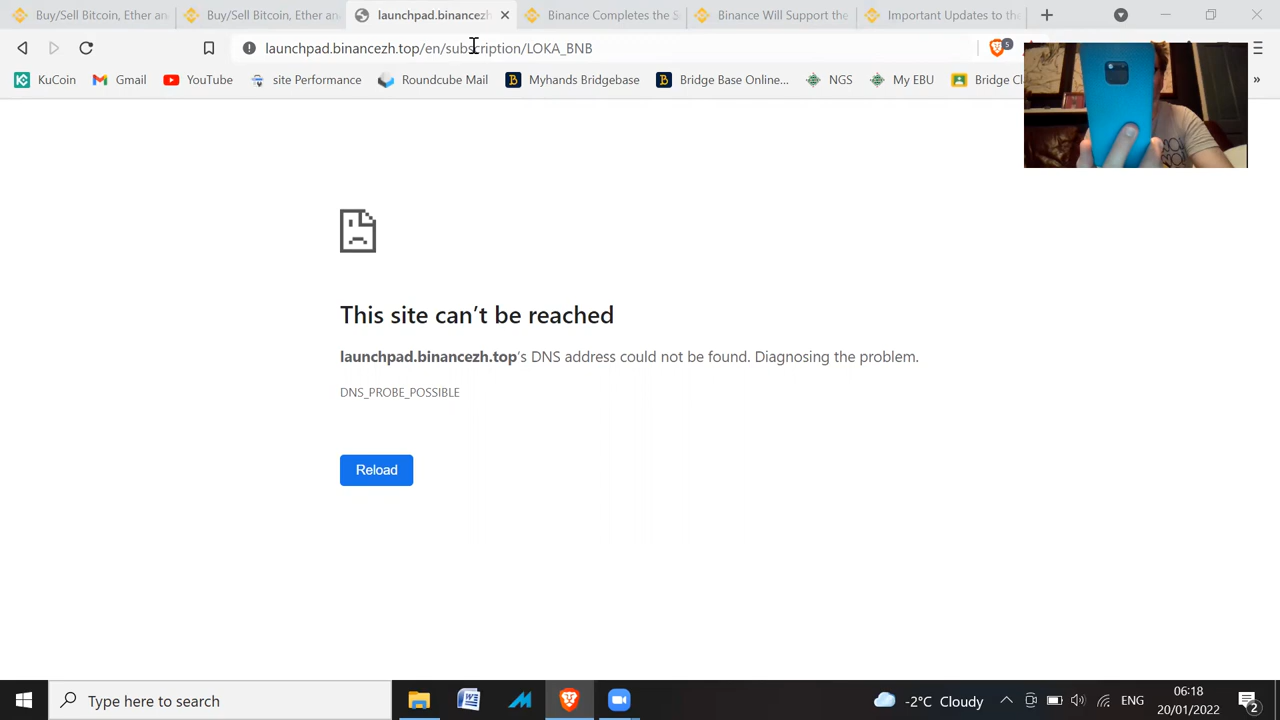 Buy/Sell Bitcoin, Ether an Buy/Sell Bitcoin, Ether an launchpad.binancezh Binance Completes the S Binance Will Support the Important Updates to the
launchpad.binancezh.top/en/subscription/LOKA_BNB 5
KuCoin Gmail YouTube site Performance Roundcube Mail Myhands Bridgebase Bridge Base Online... NGS My EBU Bridge Cl »
This site can't be reached
launchpad.binancezh.top's DNS address could not be found. Diagnosing the problem.
DNS_PROBE_POSSIBLE
Reload
Type here to search -2°C Cloudy ENG 06:18
20/01/2022 2